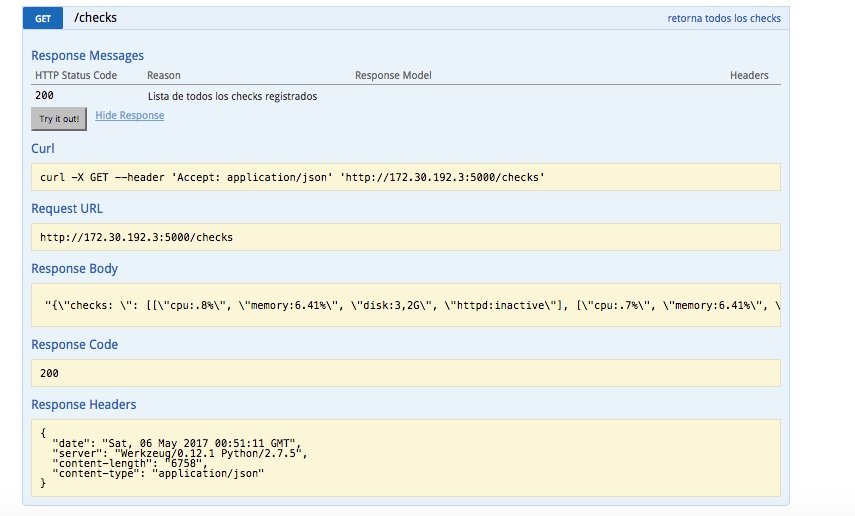 GET /checks retorna todos los checks
Response Messages
HTTP Status Code Reason Response Model Headers
200 Lista de todos los checks registrados
Try it out! Hide Response
Curl
curl -X GET --header 'Accept: application/json' 'http://172.30.192.3:5000/checks'
Request URL
http://172.30.192.3:5000/checks
Response Body
"{\"checks: \": [[\"cpu:.8%\", \"memory:6.41%\", \"disk:3,2G\", \"httpd:inactive\"], [\"cpu:.7%\", \"memory:6.41%\", \
Response Code
200
Response Headers
{
"date": "Sat, 06 May 2017 00:51:11 GMT",
"server": "Werkzeug/0.12.1 Python/2.7.5",
"content-length": "6758",
"content-type": "application/json"
}